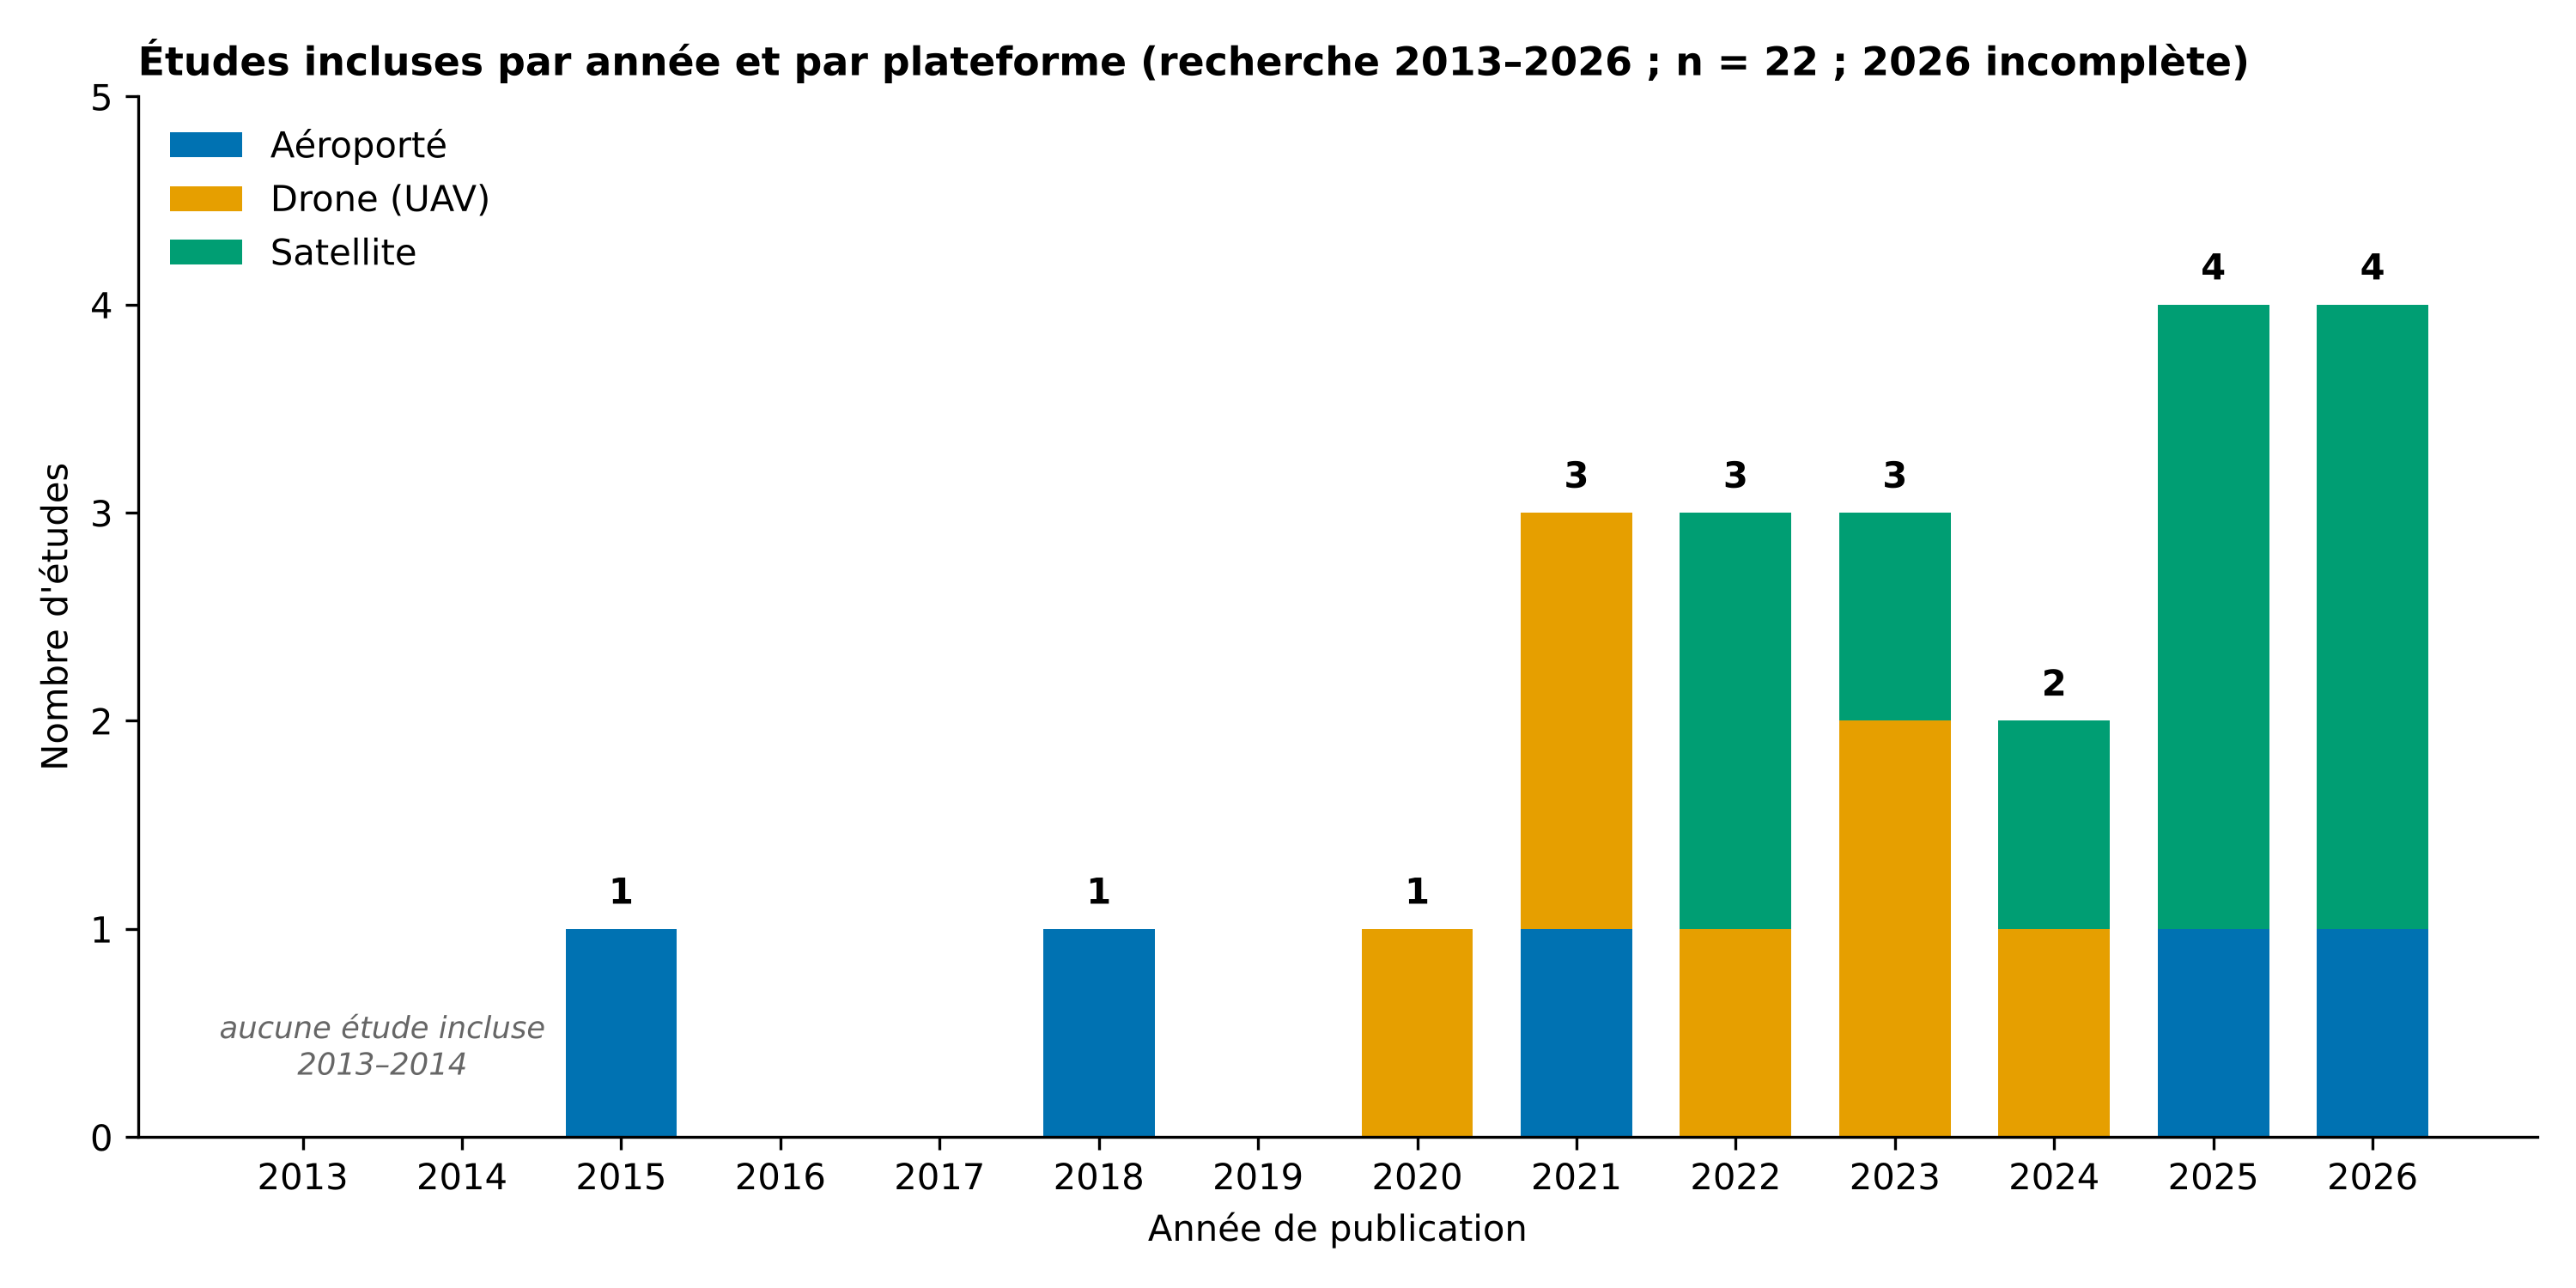 Études incluses par année et par plateforme (recherche 2013–2026 ; n = 22 ; 2026 incomplète)
5
4
3
2
1
0
Nombre d'études
Aéroporté
Drone (UAV)
Satellite
1
1
1
3
3
3
2
4
4
aucune étude incluse
2013–2014
2013 2014 2015 2016 2017 2018 2019 2020 2021 2022 2023 2024 2025 2026
Année de publication